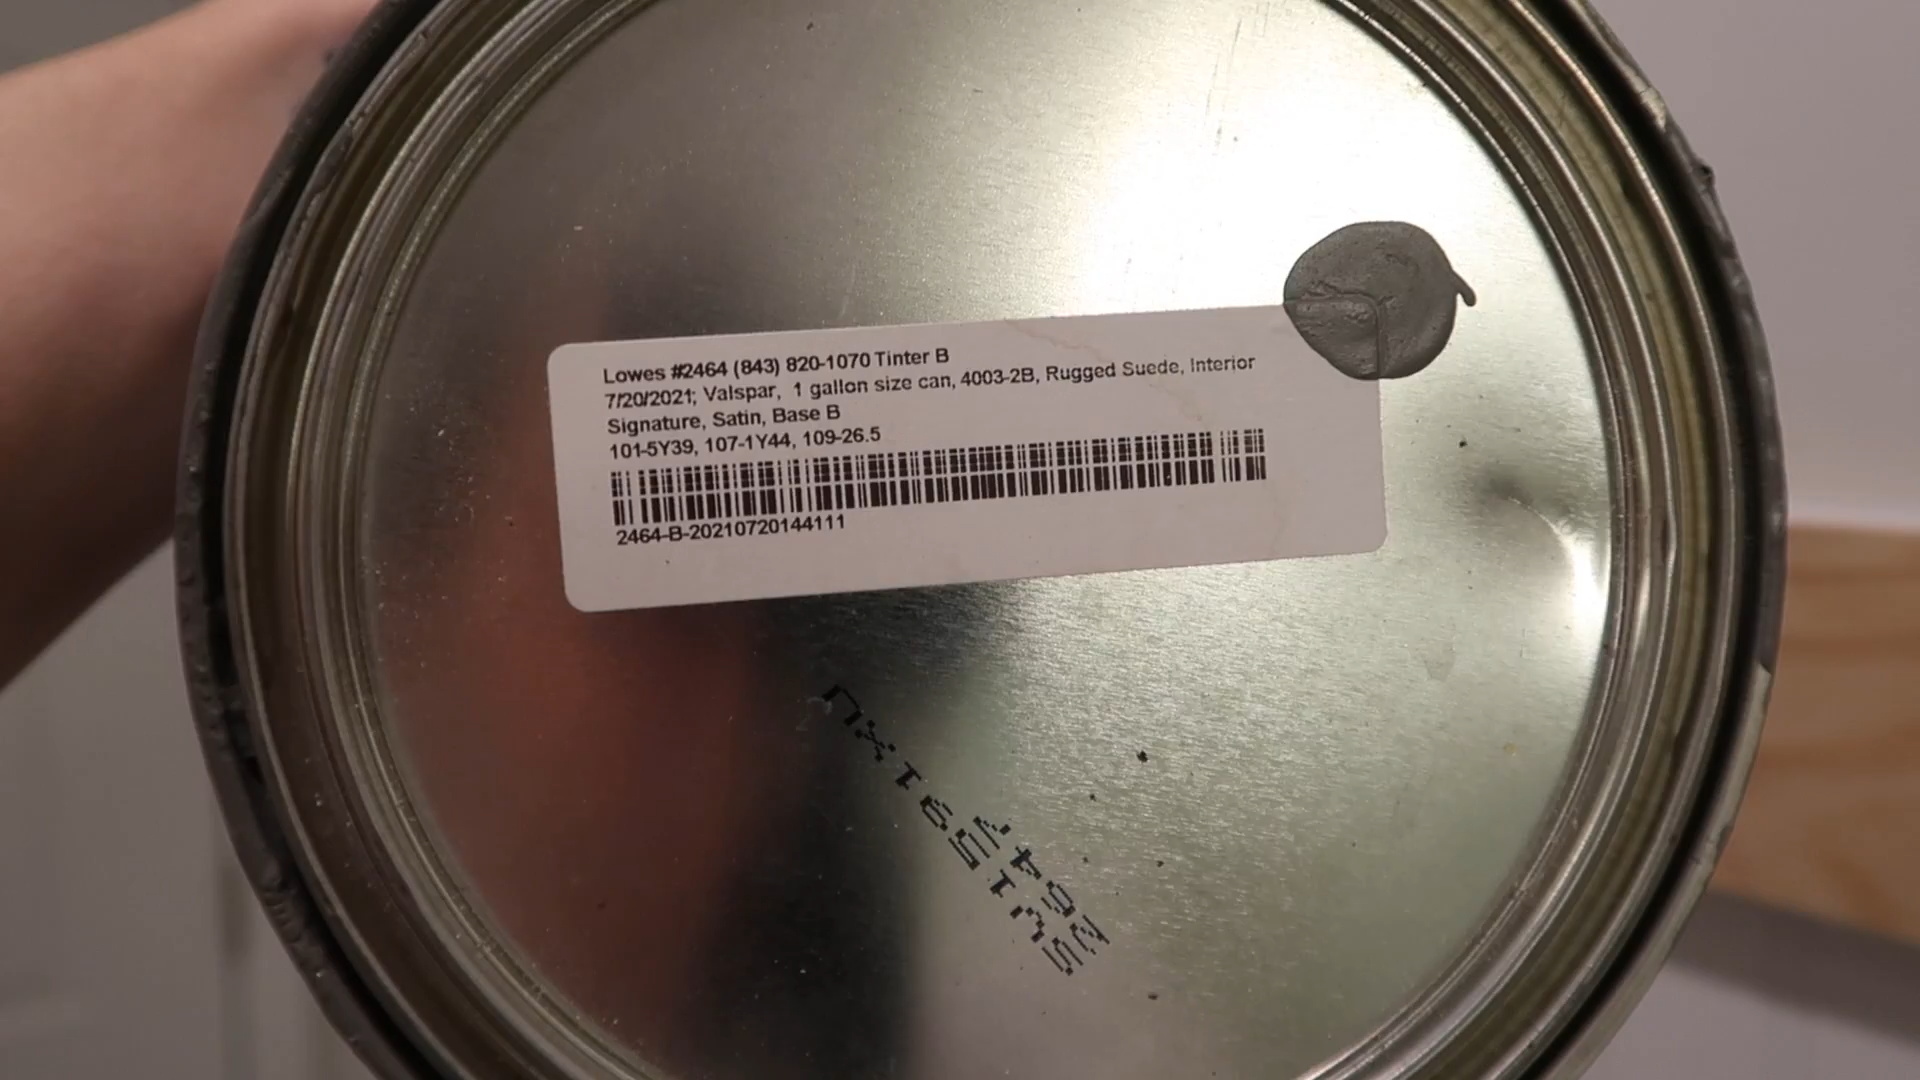 Lowes #2464 (843) 820-1070 Tinter B
7/20/2021; Valspar, 1 gallon size can, 4003-2B, Rugged Suede, Interior
Signature, Satin, Base B
101-5Y39, 107-1Y44, 109-26.5
2464-B-20210720144111